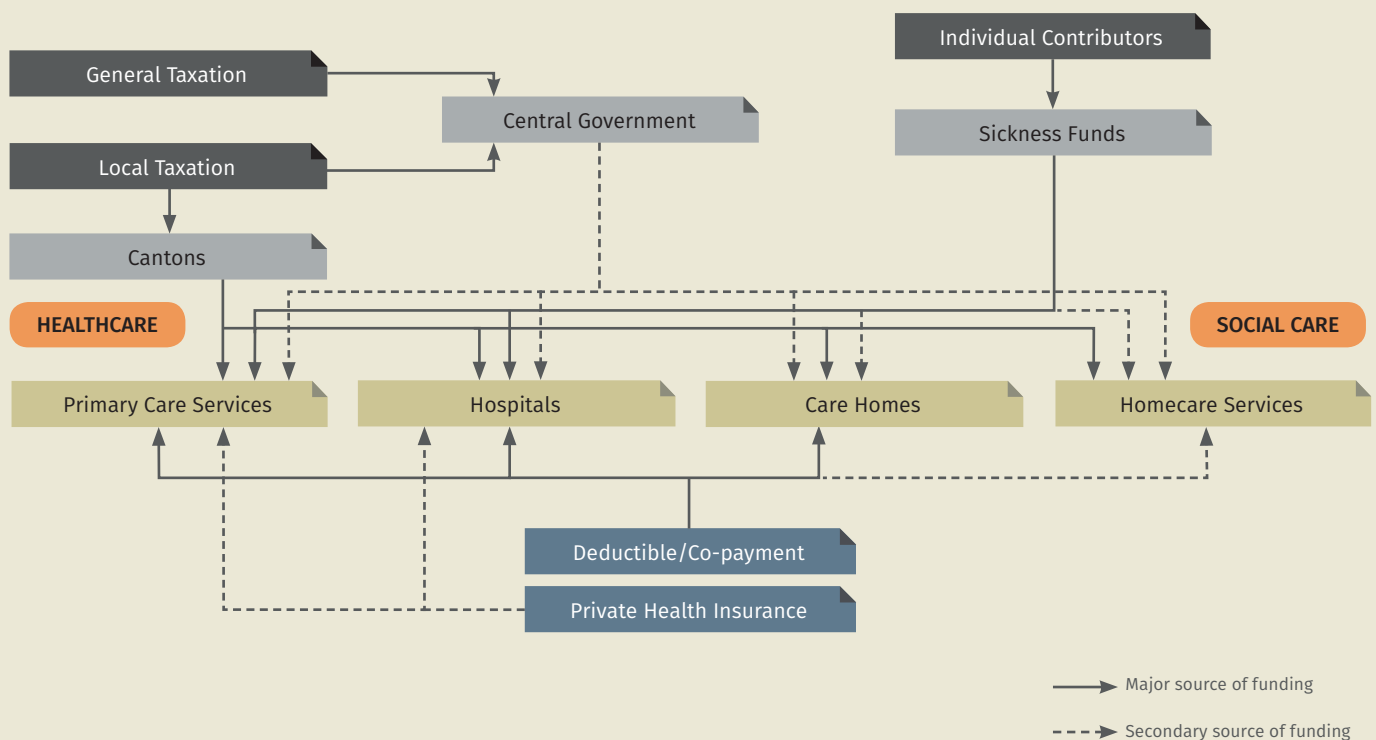 Individual Contributors
General Taxation
Central Government
Sickness Funds
Local Taxation
Cantons
HEALTHCARE
SOCIAL CARE
Primary Care Services
Hospitals
Care Homes
Homecare Services
Deductible/Co-payment
Private Health Insurance
Major source of funding
Secondary source of funding